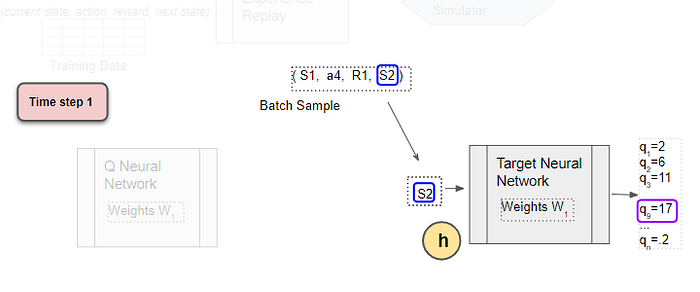 (current state, action, reward, next state)
Experience
Replay
Simulator
Training Data
Time step 1
( S1, a4, R1, S2 )
Batch Sample
Q Neural
Network
Weights W1
S2
h
Target Neural
Network
Weights W1
q1=2
q2=6
q3=11
q9=17
...
qn=.2